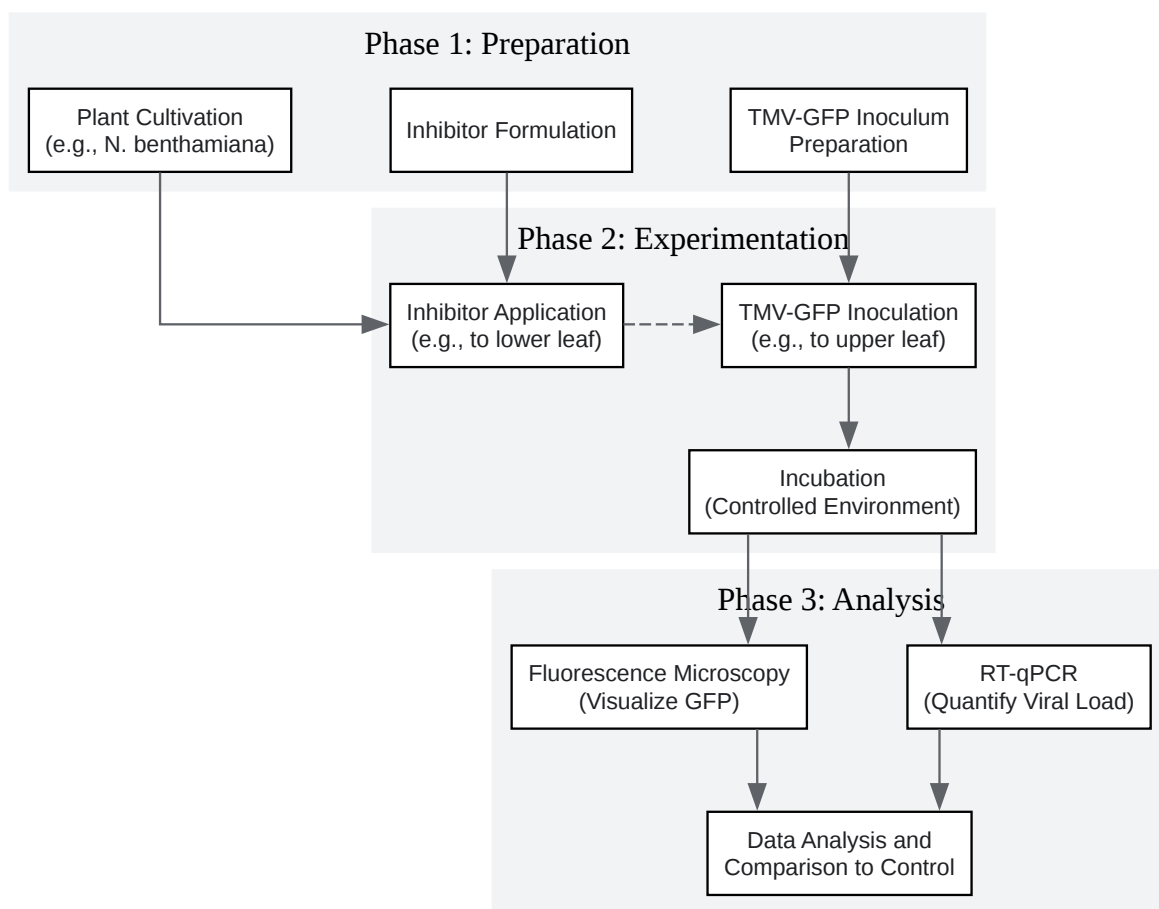 Phase 1: Preparation
Plant Cultivation
(e.g., N. benthamiana)
Inhibitor Formulation
TMV-GFP Inoculum
Preparation
Phase 2: Experimentation
Inhibitor Application
(e.g., to lower leaf)
TMV-GFP Inoculation
(e.g., to upper leaf)
Incubation
(Controlled Environment)
Phase 3: Analysis
Fluorescence Microscopy
(Visualize GFP)
RT-qPCR
(Quantify Viral Load)
Data Analysis and
Comparison to Control